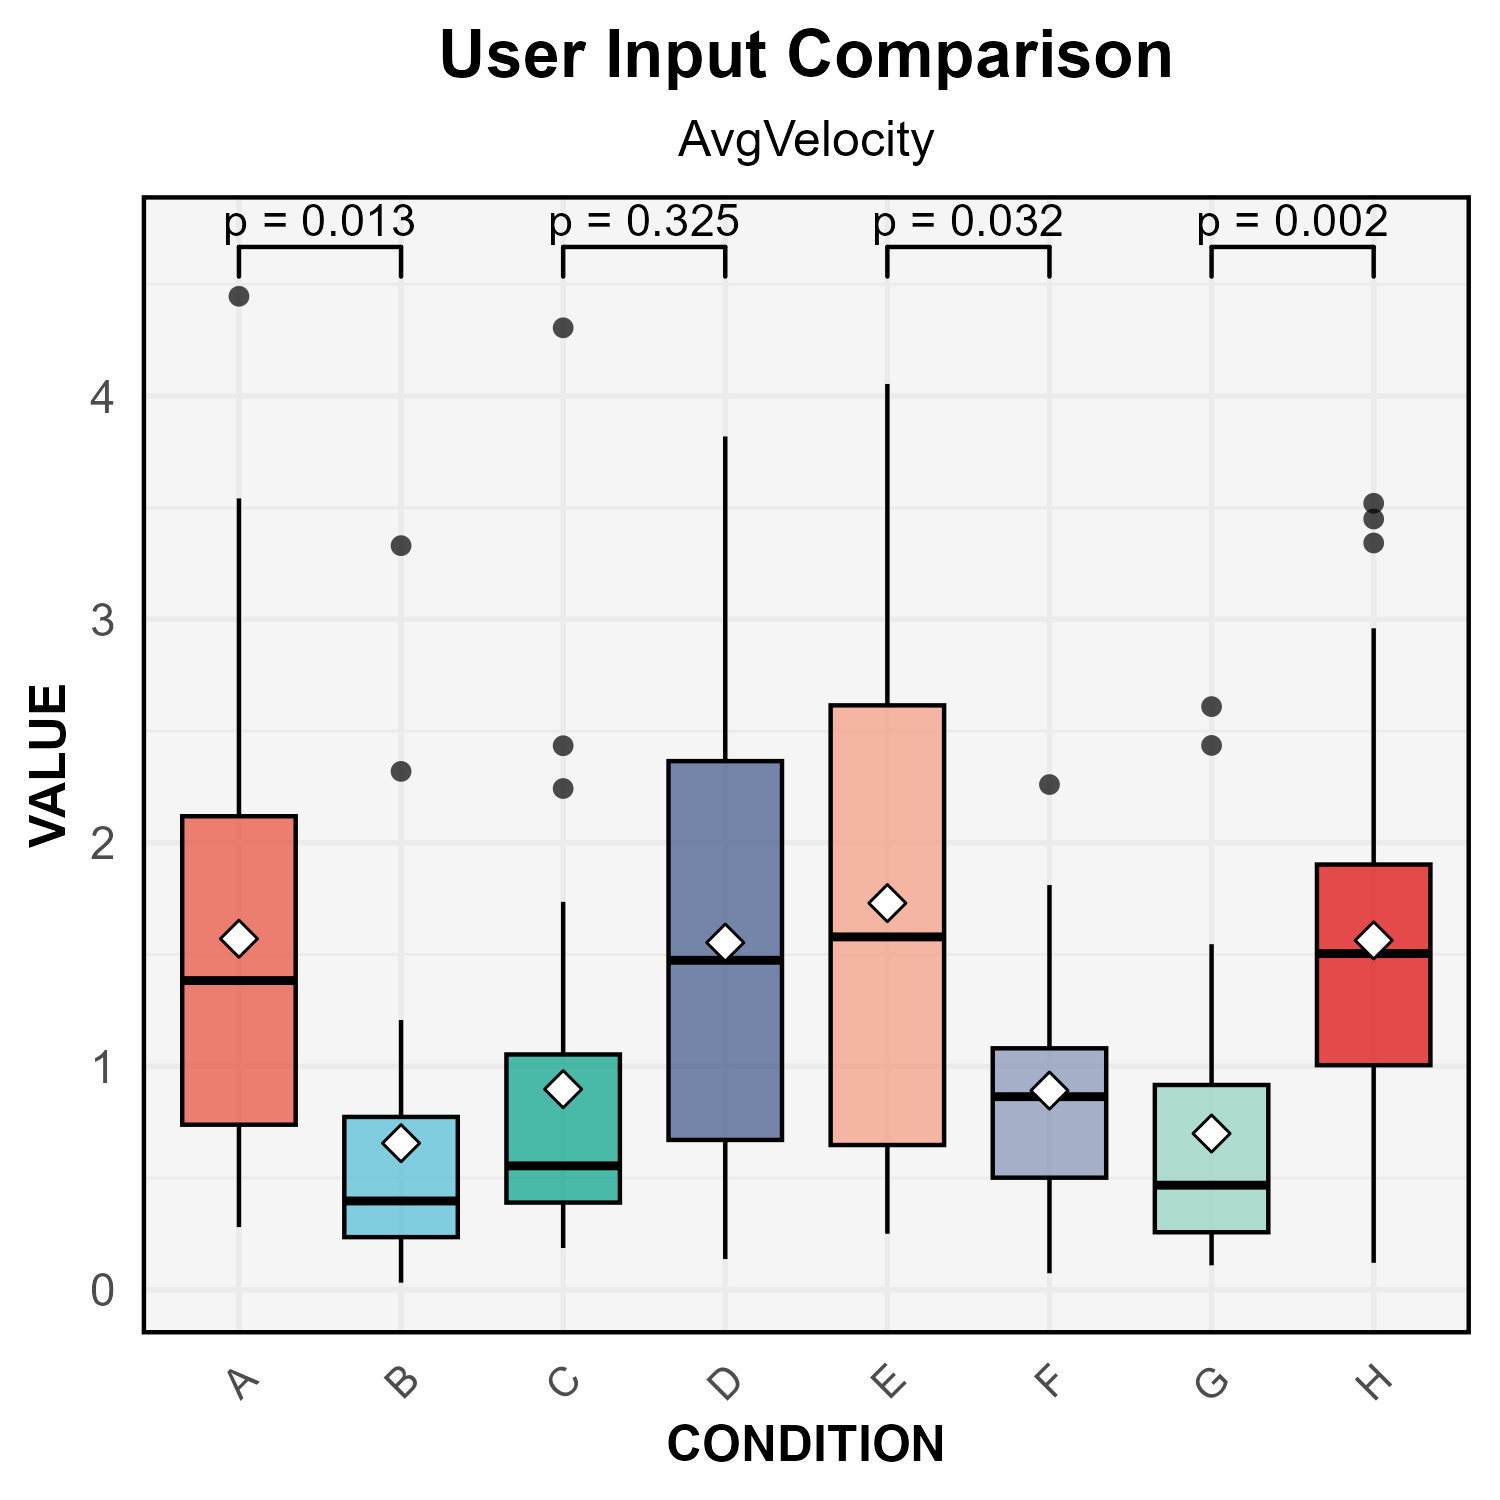 User Input Comparison
AvgVelocity
p = 0.013 p = 0.325 p = 0.032 p = 0.002
4
3
2
1
0
VALUE
A B C D E F G H
CONDITION